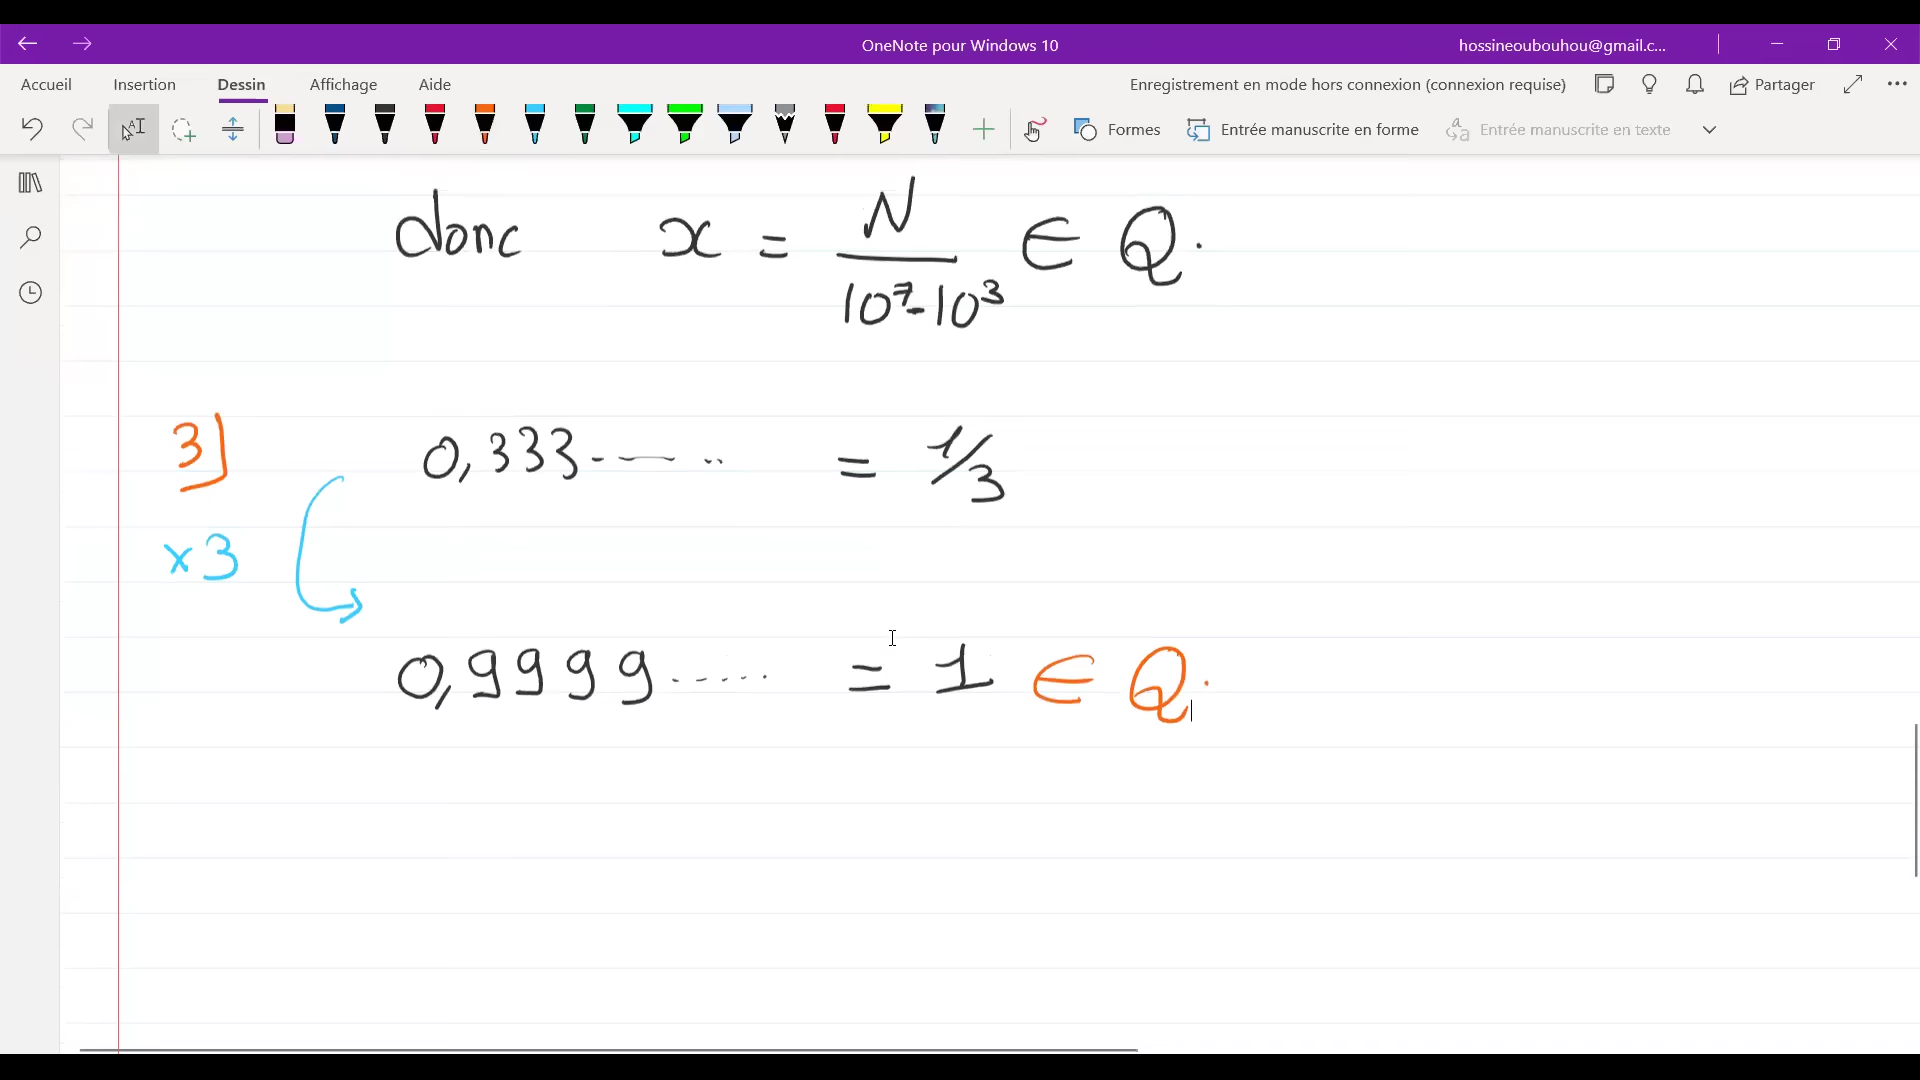 OneNote pour Windows 10
hossineoubouhou@gmail.c...
Accueil Insertion Dessin Affichage Aide
Enregistrement en mode hors connexion (connexion requise) Partager
Formes Entrée manuscrite en forme Entrée manuscrite en texte
donc x = N / 10⁷-10³ ∈ Q.
3] 0,333------.. = 1/3
x3
0,9999...... = 1 ∈ Q.